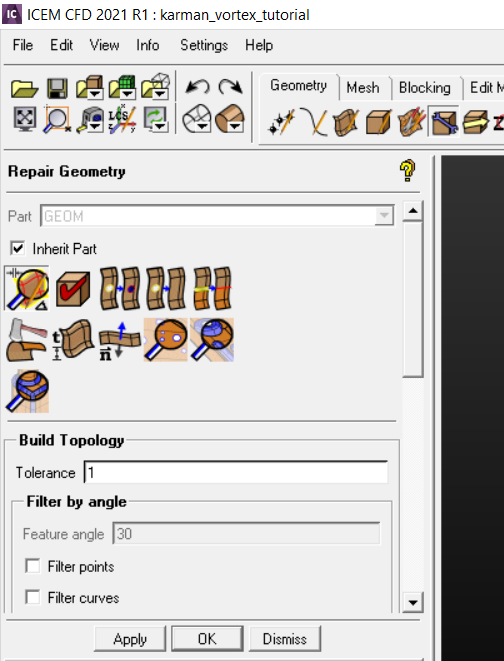 IC ICEM CFD 2021 R1 : karman_vortex_tutorial
File Edit View Info Settings Help
Geometry Mesh Blocking Edit M
LCS
Repair Geometry
Part GEOM
Inherit Part
t
n
Build Topology
Tolerance 1
Filter by angle
Feature angle 30
Filter points
Filter curves
Apply OK Dismiss